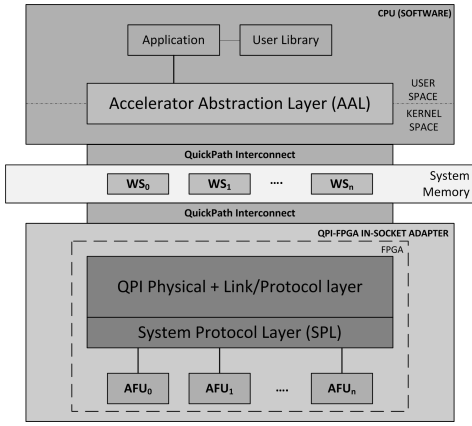 CPU (SOFTWARE)
Application
User Library
Accelerator Abstraction Layer (AAL)
USER
SPACE
KERNEL
SPACE
QuickPath Interconnect
WS0 WS1 .... WSn
System
Memory
QuickPath Interconnect
QPI-FPGA IN-SOCKET ADAPTER
FPGA
QPI Physical + Link/Protocol layer
System Protocol Layer (SPL)
AFU0 AFU1 .... AFUn